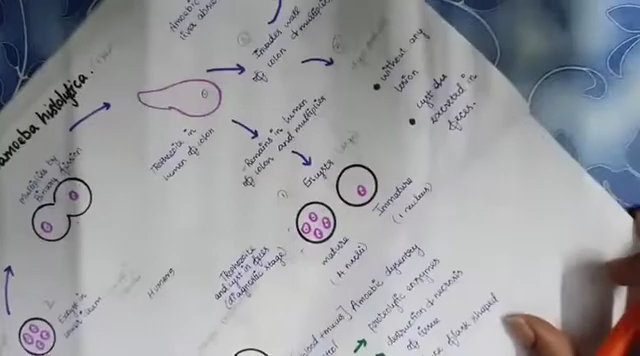 Amoebic
liver abscess
Invades wall
of colon & multiplies
without any
lesion
cyst are
excreted in
feces.
amoeba histolytica.
Multiplies by
Binary fission
Trophozoite in
lumen of colon
Remains in lumen
of colon and multiplies
Encysts
Immature
(1 nucleus)
mature
(4 nuclei)
Trophozoite
and cyst in feces
(diagnostic stage)
Humans
Excyst in
ileum
Amoebic dysentery
proteolytic enzymes
destruction & necrosis
of tissue
flask shaped